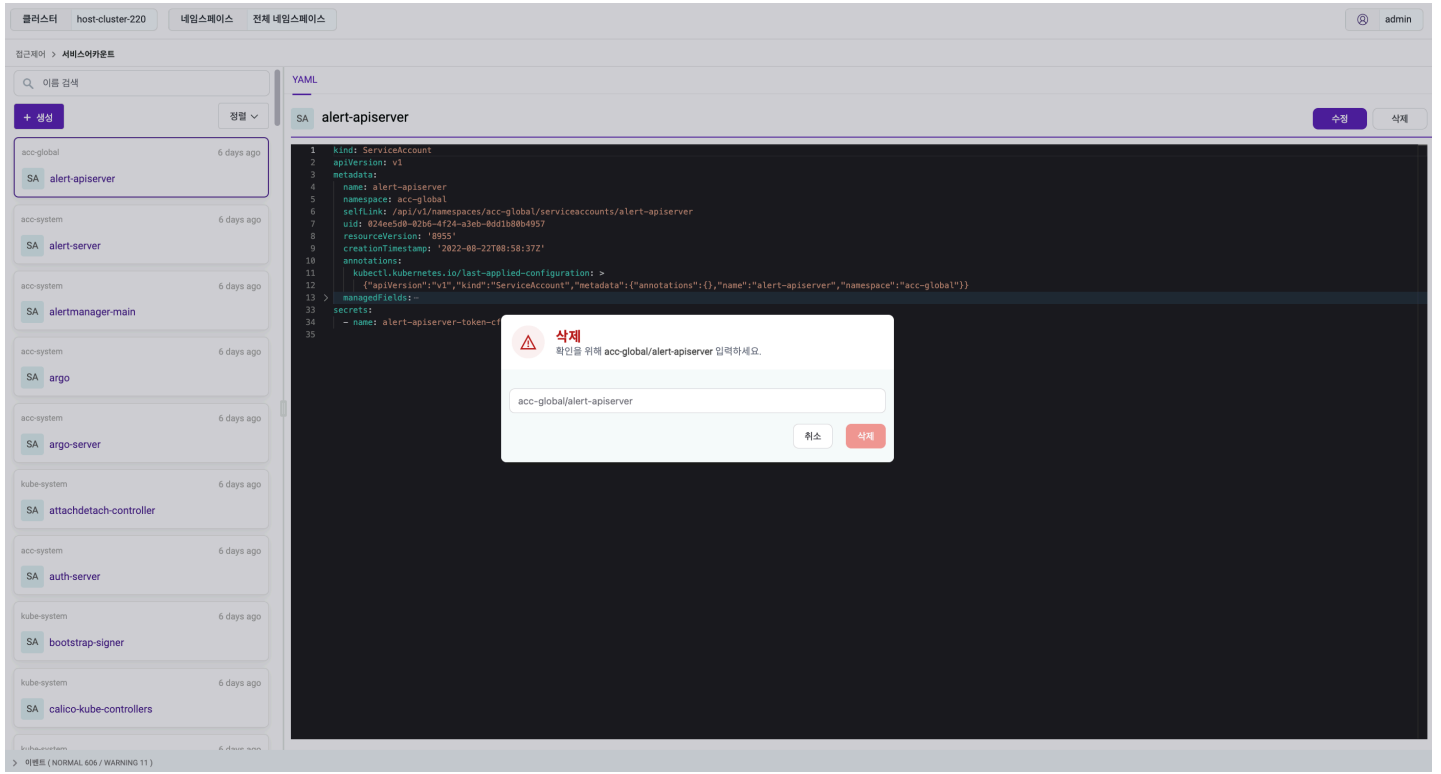 클러스터 host-cluster-220 네임스페이스 전체 네임스페이스 admin
접근제어 > 서비스어카운트
이름 검색
+ 생성 정렬
acc-global 6 days ago
SA alert-apiserver
acc-system 6 days ago
SA alert-server
acc-system 6 days ago
SA alertmanager-main
acc-system 6 days ago
SA argo
acc-system 6 days ago
SA argo-server
kube-system 6 days ago
SA attachdetach-controller
acc-system 6 days ago
SA auth-server
kube-system 6 days ago
SA bootstrap-signer
kube-system 6 days ago
SA calico-kube-controllers
kube-system 6 days ago
YAML
SA alert-apiserver 수정 삭제
1 kind: ServiceAccount
2 apiVersion: v1
3 metadata:
4 name: alert-apiserver
5 namespace: acc-global
6 selfLink: /api/v1/namespaces/acc-global/serviceaccounts/alert-apiserver
7 uid: 024ee5d0-02b6-4f24-a3eb-0dd1b80b4957
8 resourceVersion: '8955'
9 creationTimestamp: '2022-08-22T08:58:37Z'
10 annotations:
11 kubectl.kubernetes.io/last-applied-configuration: >
12 {"apiVersion":"v1","kind":"ServiceAccount","metadata":{"annotations":{},"name":"alert-apiserver","namespace":"acc-global"}}
13 > managedFields:⋯
33 secrets:
34 - name: alert-apiserver-token-cf
35
삭제
확인을 위해 acc-global/alert-apiserver 입력하세요.
acc-global/alert-apiserver
취소 삭제
> 이벤트 ( NORMAL 606 / WARNING 11 )